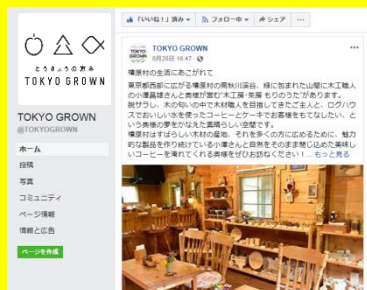 とうきょうの恵み
TOKYO GROWN
TOKYO GROWN
@TOKYOGROWN
ホーム
投稿
写真
コミュニティ
ページ情報
情報と広告
ページを作成
「いいね！」済み
フォロー中
シェア
TOKYO GROWN
8月28日 16:47
檜原村の生活にあこがれて
東京都西部に広がる檜原村の南秋川渓谷、緑に包まれた山間に木工職人
の小澤昌雄さんと奥様が営む"木工房･茶房 もりのうた"があります。
脱サラし、木の匂いの中で木材職人を目指してきたご主人と、ログハウ
スでおいしい水を使ったコーヒーとケーキでお客様をもてなしたい、と
いう奥様の夢をかなえた素晴らしい空間です。
檜原村はすばらしい木材の産地、それを多くの方に広めるために、魅力
的な製品を作り続けている小澤さんと自然をそのまま閉じ込めた美味し
いコーヒーを淹れてくれる奥様をぜひお訪ねください！... もっと見る